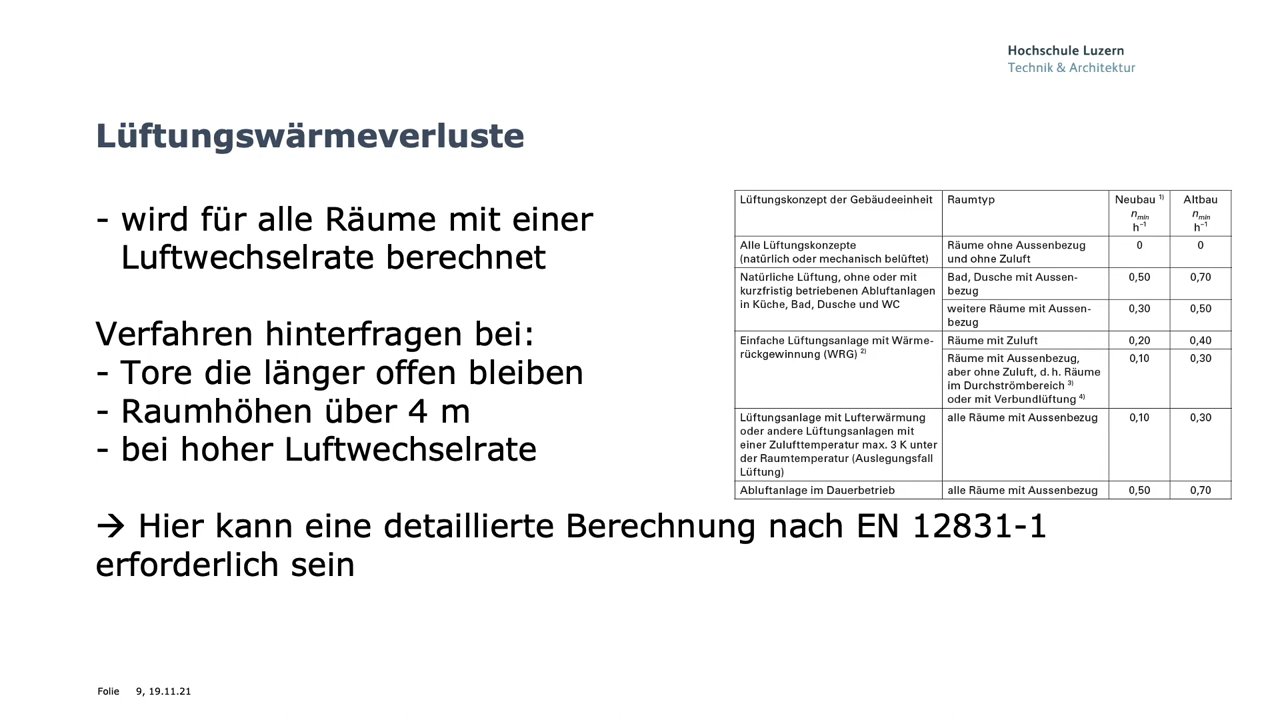 Hochschule Luzern
Technik & Architektur
Lüftungswärmeverluste
- wird für alle Räume mit einer
Luftwechselrate berechnet
Verfahren hinterfragen bei:
- Tore die länger offen bleiben
- Raumhöhen über 4 m
- bei hoher Luftwechselrate
→ Hier kann eine detaillierte Berechnung nach EN 12831-1
erforderlich sein
Lüftungskonzept der Gebäudeeinheit Raumtyp Neubau 1) Altbau
n min n min
h⁻¹ h⁻¹
Alle Lüftungskonzepte Räume ohne Aussenbezug 0 0
(natürlich oder mechanisch belüftet) und ohne Zuluft
Natürliche Lüftung, ohne oder mit Bad, Dusche mit Aussen- 0,50 0,70
kurzfristig betriebenen Abluftanlagen bezug
in Küche, Bad, Dusche und WC
weitere Räume mit Aussen- 0,30 0,50
bezug
Einfache Lüftungsanlage mit Wärme- Räume mit Zuluft 0,20 0,40
rückgewinnung (WRG) 2)
Räume mit Aussenbezug, 0,10 0,30
aber ohne Zuluft, d. h. Räume
im Durchströmbereich 3)
oder mit Verbundlüftung 4)
Lüftungsanlage mit Lufterwärmung alle Räume mit Aussenbezug 0,10 0,30
oder andere Lüftungsanlagen mit
einer Zulufttemperatur max. 3 K unter
der Raumtemperatur (Auslegungsfall
Lüftung)
Abluftanlage im Dauerbetrieb alle Räume mit Aussenbezug 0,50 0,70
Folie 9, 19.11.21